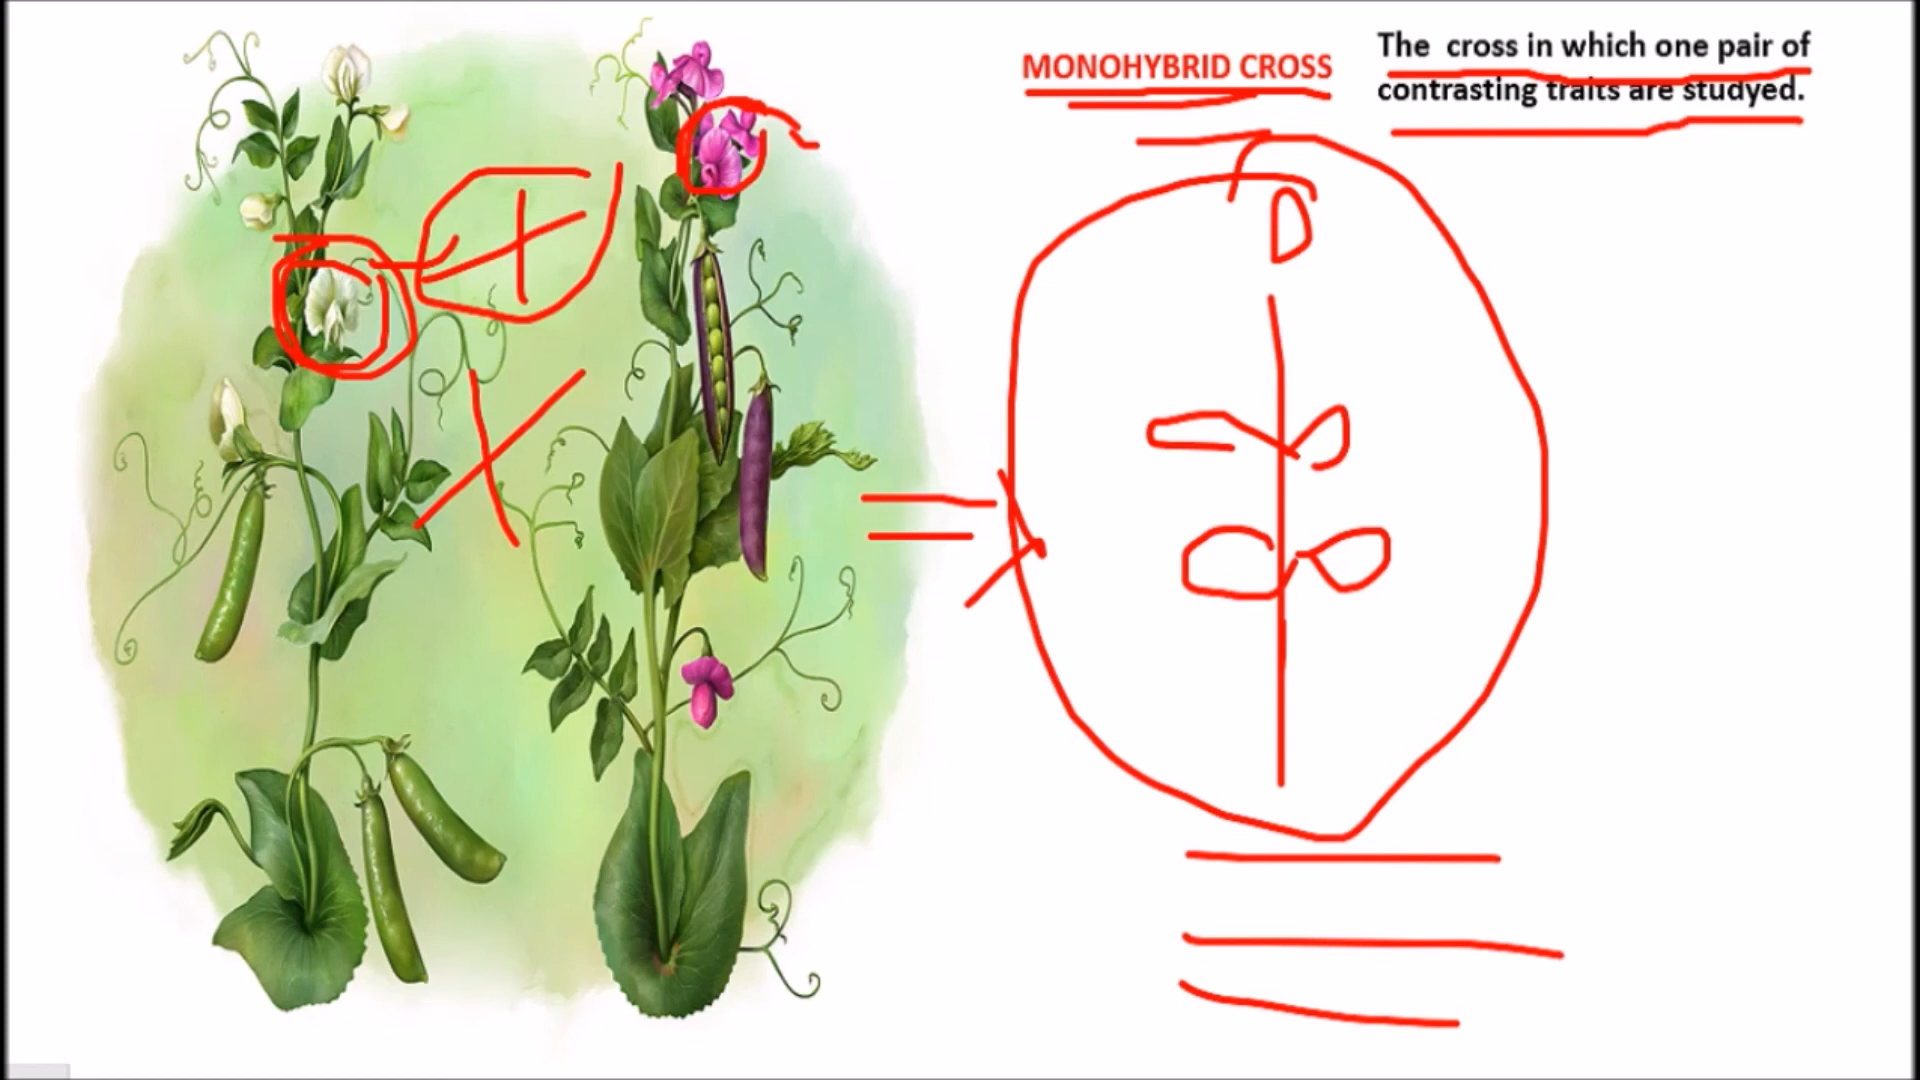 MONOHYBRID CROSS
The cross in which one pair of
contrasting traits are studyed.